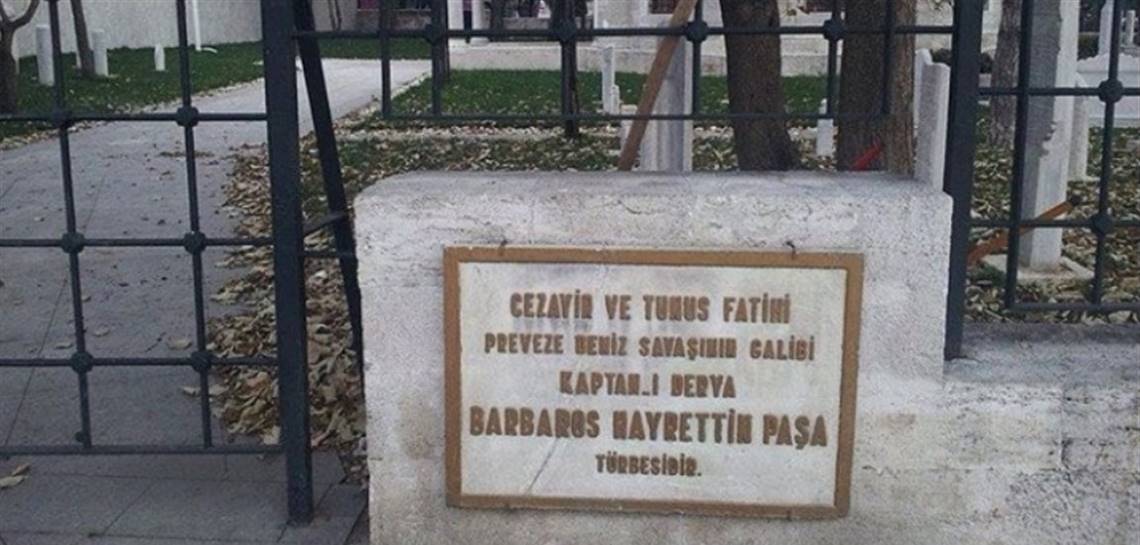 CEZAYİR VE TUNUS FATİHİ
PREVEZE DENİZ SAVAŞININ GALİBİ
KAPTAN-I DERYA
BARBAROS HAYRETTİN PAŞA
TÜRBESİDİR.